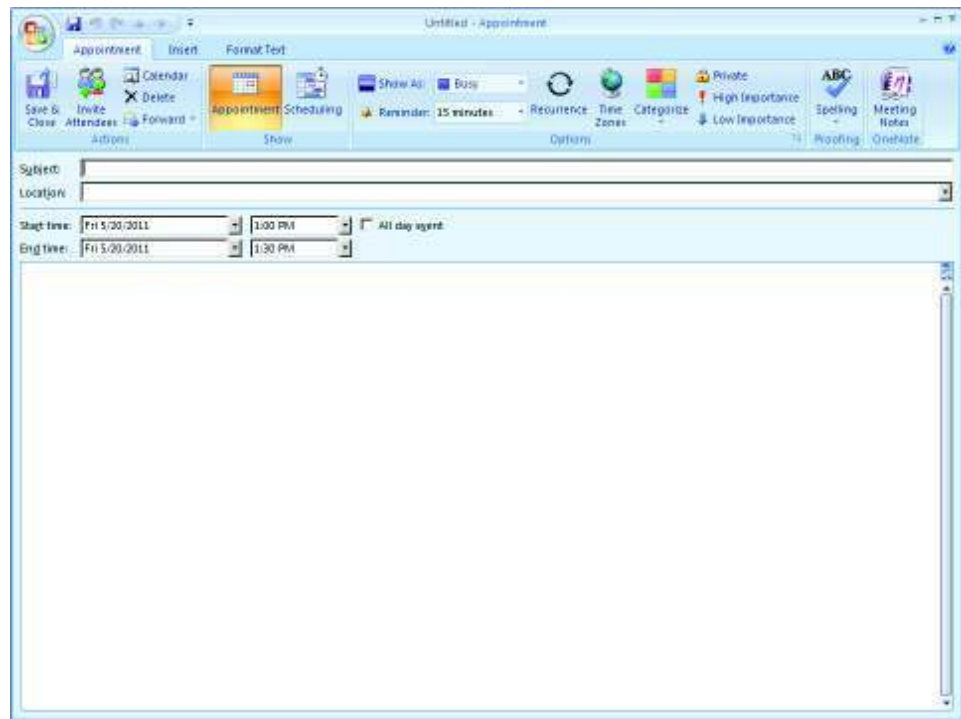 Untitled - Appointment
Appointment Insert Format Text
Save & Close
Invite Attendees
Calendar
Delete
Forward
Actions
Appointment
Scheduling
Show
Show As: Busy
Reminder: 15 minutes
Recurrence
Time Zones
Categorize
Private
High Importance
Low Importance
Options
ABC
Spelling
Proofing
Meeting Notes
OneNote
Subject:
Location:
Start time: Fri 5/20/2011 1:00 PM All day event
End time: Fri 5/20/2011 1:30 PM